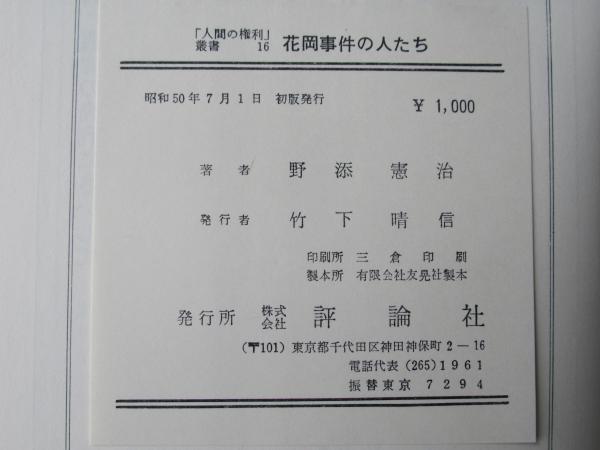 「人間の権利」
叢書 16 花岡事件の人たち
昭和50年7月1日 初版発行
¥ 1,000
著者 野添憲治
発行者 竹下晴信
印刷所 三倉印刷
製本所 有限会社友晃社製本
発行所 株式会社 評論社
(〒101) 東京都千代田区神田神保町2—16
電話代表 (265) 1961
振替東京 7294